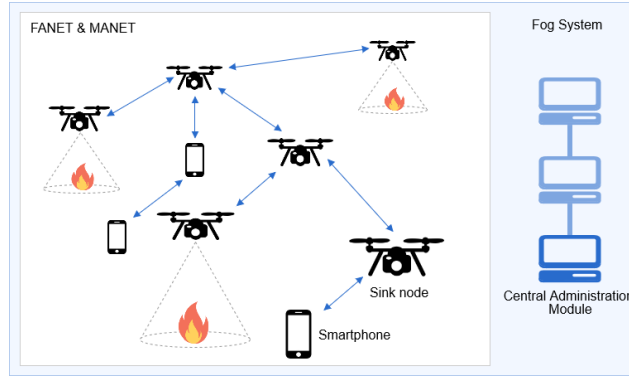 FANET & MANET
Fog System
Sink node
Smartphone
Central Administration
Module